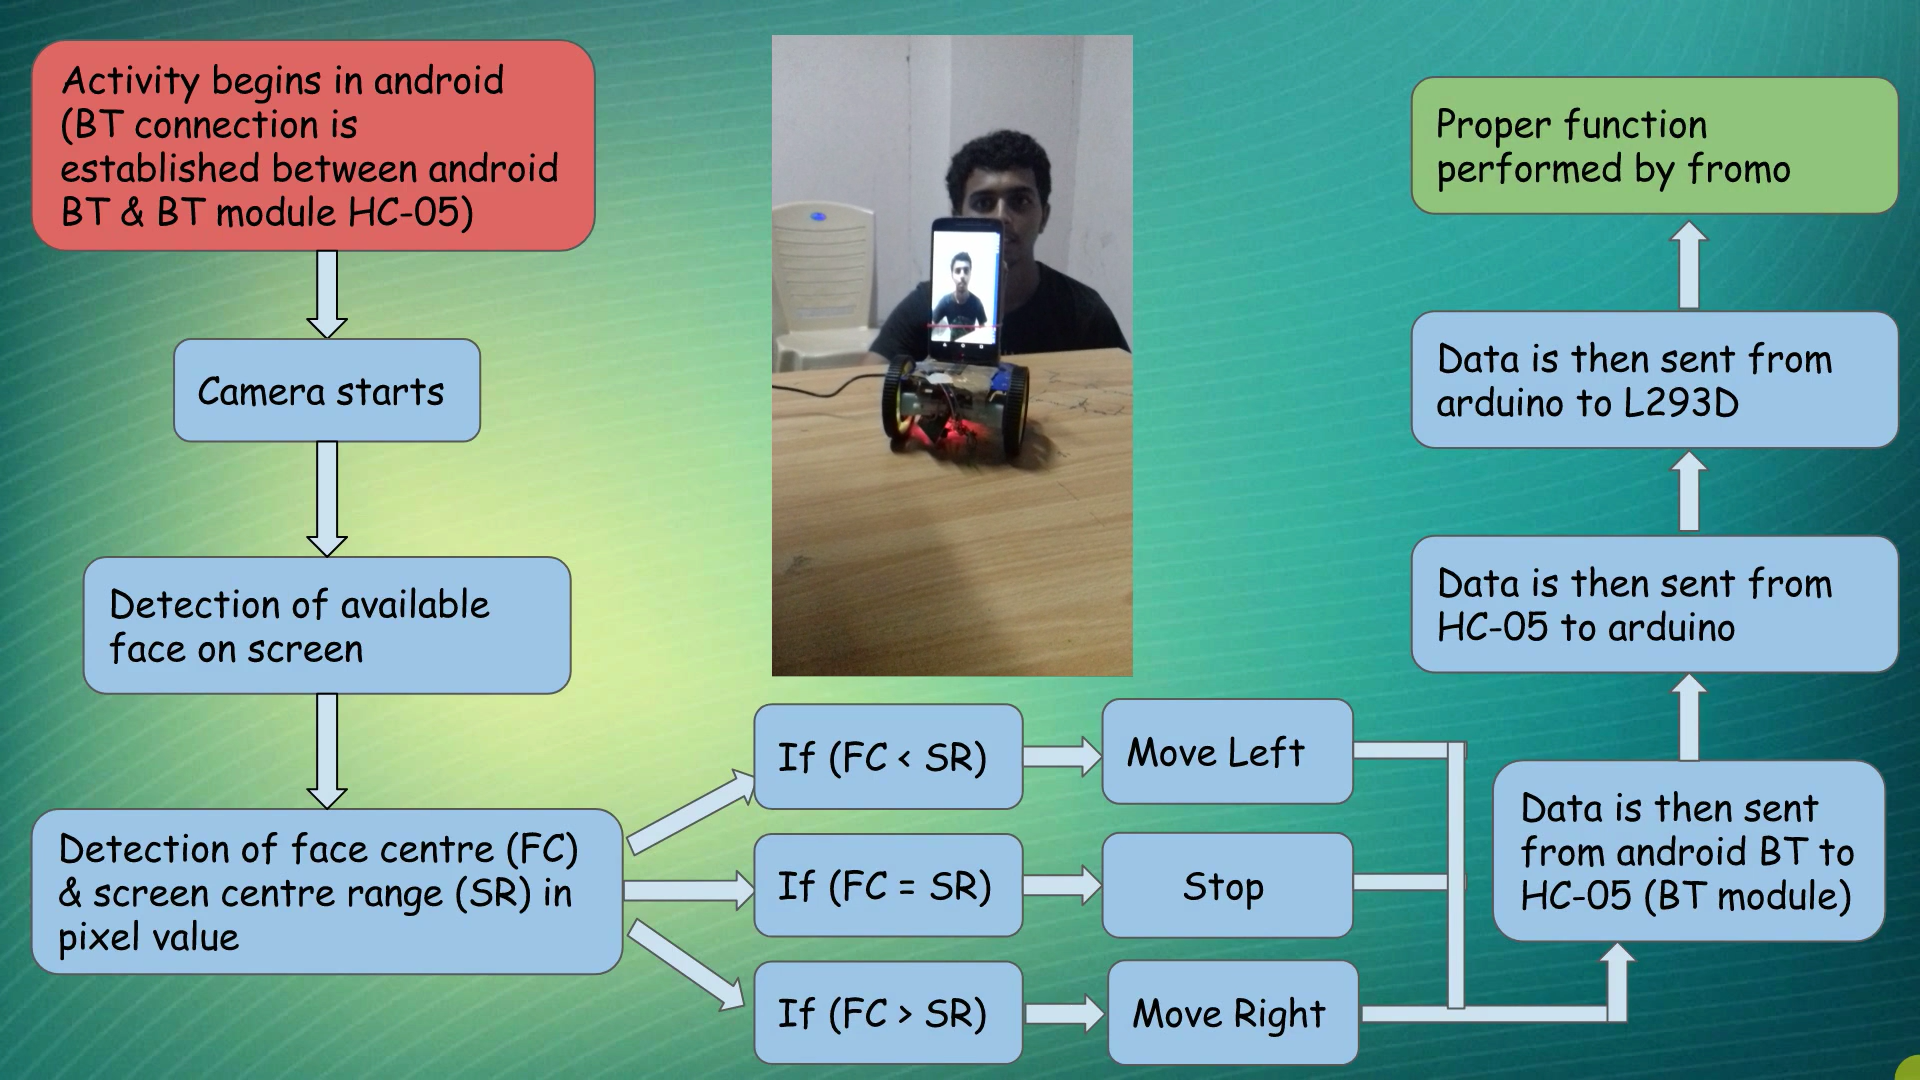 Activity begins in android
(BT connection is
established between android
BT & BT module HC-05)
Camera starts
Detection of available
face on screen
Detection of face centre (FC)
& screen centre range (SR) in
pixel value
If (FC < SR)
Move Left
If (FC = SR)
Stop
If (FC > SR)
Move Right
Data is then sent
from android BT to
HC-05 (BT module)
Data is then sent from
HC-05 to arduino
Data is then sent from
arduino to L293D
Proper function
performed by fromo